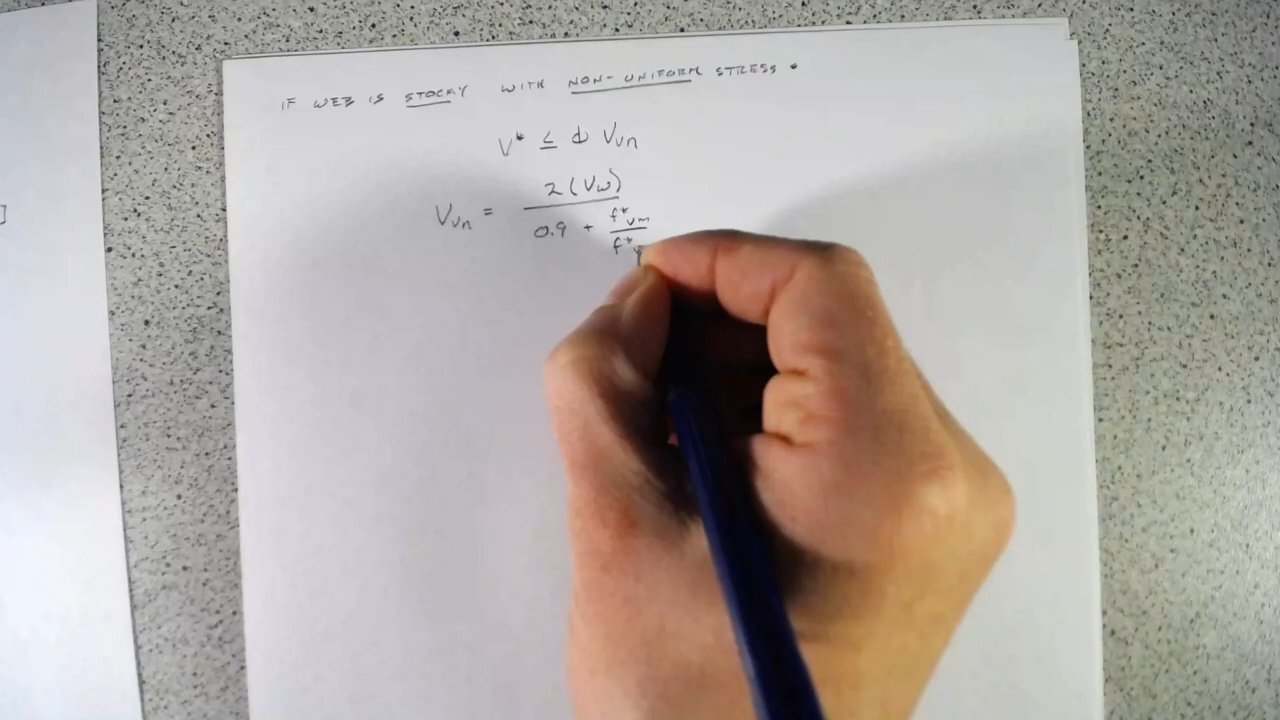 IF WEB IS STOCKY WITH NON-UNIFORM STRESS •
V* ≤ ϕ Vvn
Vvn = 2(Vw) / 0.9 + f*vm / f*v
]